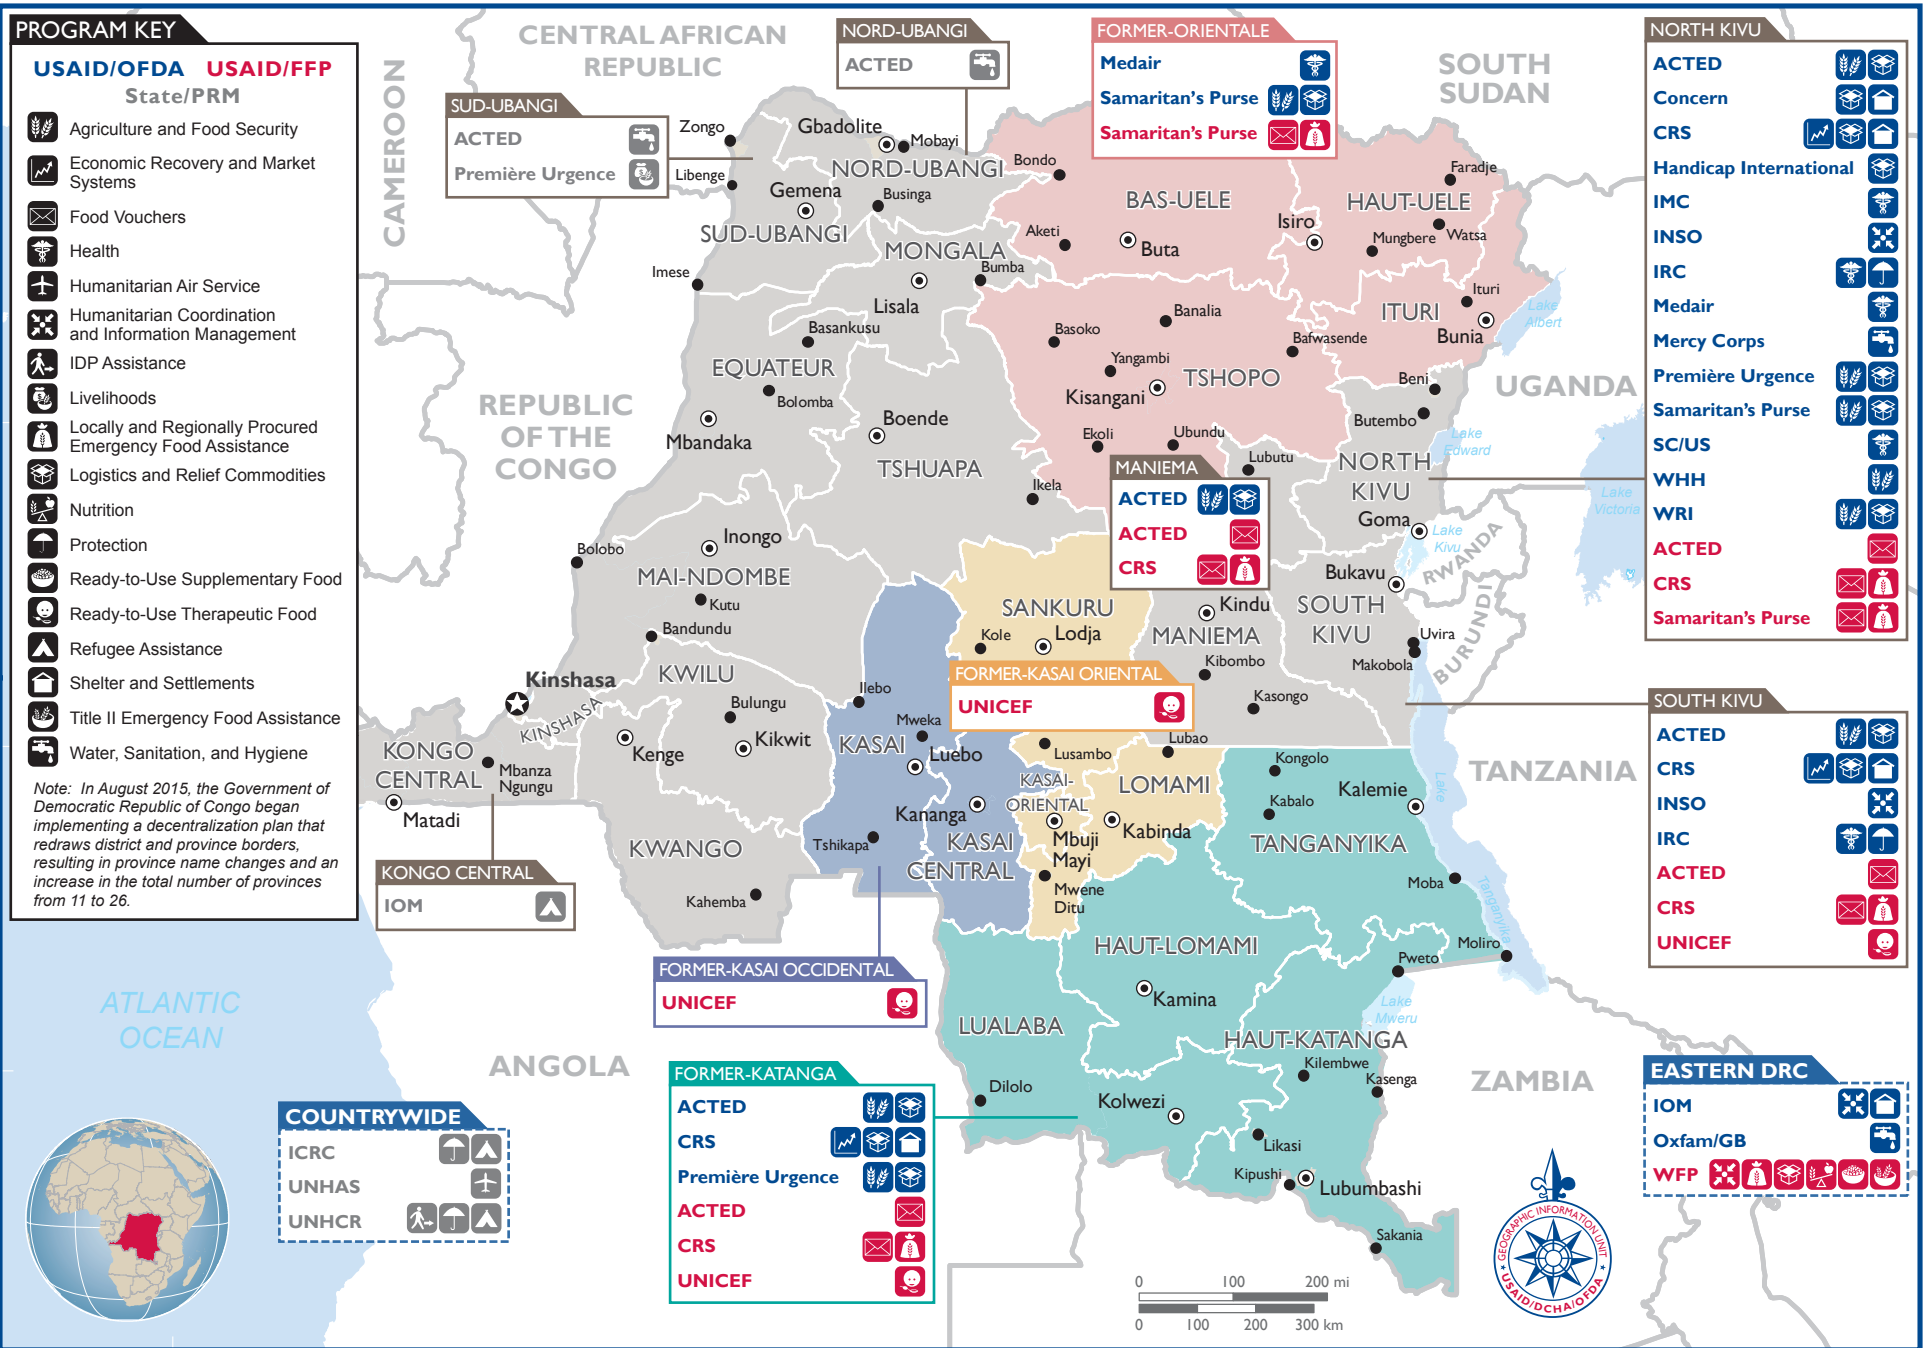 PROGRAM KEY
USAID/OFDA USAID/FFP
State/PRM
Agriculture and Food Security
Economic Recovery and Market
Systems
Food Vouchers
Health
Humanitarian Air Service
Humanitarian Coordination
and Information Management
IDP Assistance
Livelihoods
Locally and Regionally Procured
Emergency Food Assistance
Logistics and Relief Commodities
Nutrition
Protection
Ready-to-Use Supplementary Food
Ready-to-Use Therapeutic Food
Refugee Assistance
Shelter and Settlements
Title II Emergency Food Assistance
Water, Sanitation, and Hygiene
Note: In August 2015, the Government of
Democratic Republic of Congo began
implementing a decentralization plan that
redraws district and province borders,
resulting in province name changes and an
increase in the total number of provinces
from 11 to 26.
CAMEROON
CENTRAL AFRICAN
REPUBLIC
SOUTH
SUDAN
REPUBLIC
OF THE
CONGO
UGANDA
RWANDA
BURUNDI
TANZANIA
ZAMBIA
ANGOLA
ATLANTIC
OCEAN
SUD-UBANGI
ACTED
Première Urgence
NORD-UBANGI
ACTED
FORMER-ORIENTALE
Medair
Samaritan's Purse
Samaritan's Purse
NORTH KIVU
ACTED
Concern
CRS
Handicap International
IMC
INSO
IRC
Medair
Mercy Corps
Première Urgence
Samaritan's Purse
SC/US
WHH
WRI
ACTED
CRS
Samaritan's Purse
MANIEMA
ACTED
ACTED
CRS
FORMER-KASAI ORIENTAL
UNICEF
SOUTH KIVU
ACTED
CRS
INSO
IRC
ACTED
CRS
UNICEF
KONGO CENTRAL
IOM
FORMER-KASAI OCCIDENTAL
UNICEF
FORMER-KATANGA
ACTED
CRS
Première Urgence
ACTED
CRS
UNICEF
COUNTRYWIDE
ICRC
UNHAS
UNHCR
EASTERN DRC
IOM
Oxfam/GB
WFP
Zongo
Gbadolite
Mobayi
NORD-UBANGI
Libenge
Gemena
Businga
SUD-UBANGI
MONGALA
Imese
Bumba
Lisala
Bondo
BAS-UELE
Aketi
Buta
Isiro
HAUT-UELE
Faradje
Mungbere
Watsa
ITURI
Ituri
Bunia
Lake
Albert
Basankusu
EQUATEUR
Bolomba
Mbandaka
Boende
TSHUAPA
Ikela
Basoko
Banalia
Yangambi
Bafwasende
TSHOPO
Kisangani
Ekoli
Ubundu
Beni
Butembo
Lake
Edward
Lubutu
NORTH
KIVU
Goma
Lake
Kivu
Lake
Victoria
Bukavu
SOUTH
KIVU
Uvira
Makobola
Bolobo
Inongo
MAI-NDOMBE
Kutu
Bandundu
KWILU
Kinshasa
KINSHASA
Bulungu
Kikwit
Kenge
KONGO
CENTRAL
Mbanza
Ngungu
Matadi
KWANGO
Kahemba
Ilebo
Mweka
KASAI
Luebo
Kananga
Tshikapa
KASAI
CENTRAL
SANKURU
Kole
Lodja
Lusambo
KASAI-
ORIENTAL
Mbuji
Mayi
Mwene
Ditu
LOMAMI
Kabinda
Lubao
Kindu
MANIEMA
Kibombo
Kasongo
Kongolo
Kabalo
Kalemie
TANGANYIKA
Lake
Tanganyika
Moba
Moliro
Pweto
Lake
Mweru
HAUT-LOMAMI
Kamina
LUALABA
HAUT-KATANGA
Dilolo
Kilembwe
Kasenga
Kolwezi
Likasi
Kipushi
Lubumbashi
Sakania
0 100 200 mi
0 100 200 300 km
GEOGRAPHIC INFORMATION UNIT
USAID/DCHA/OFDA